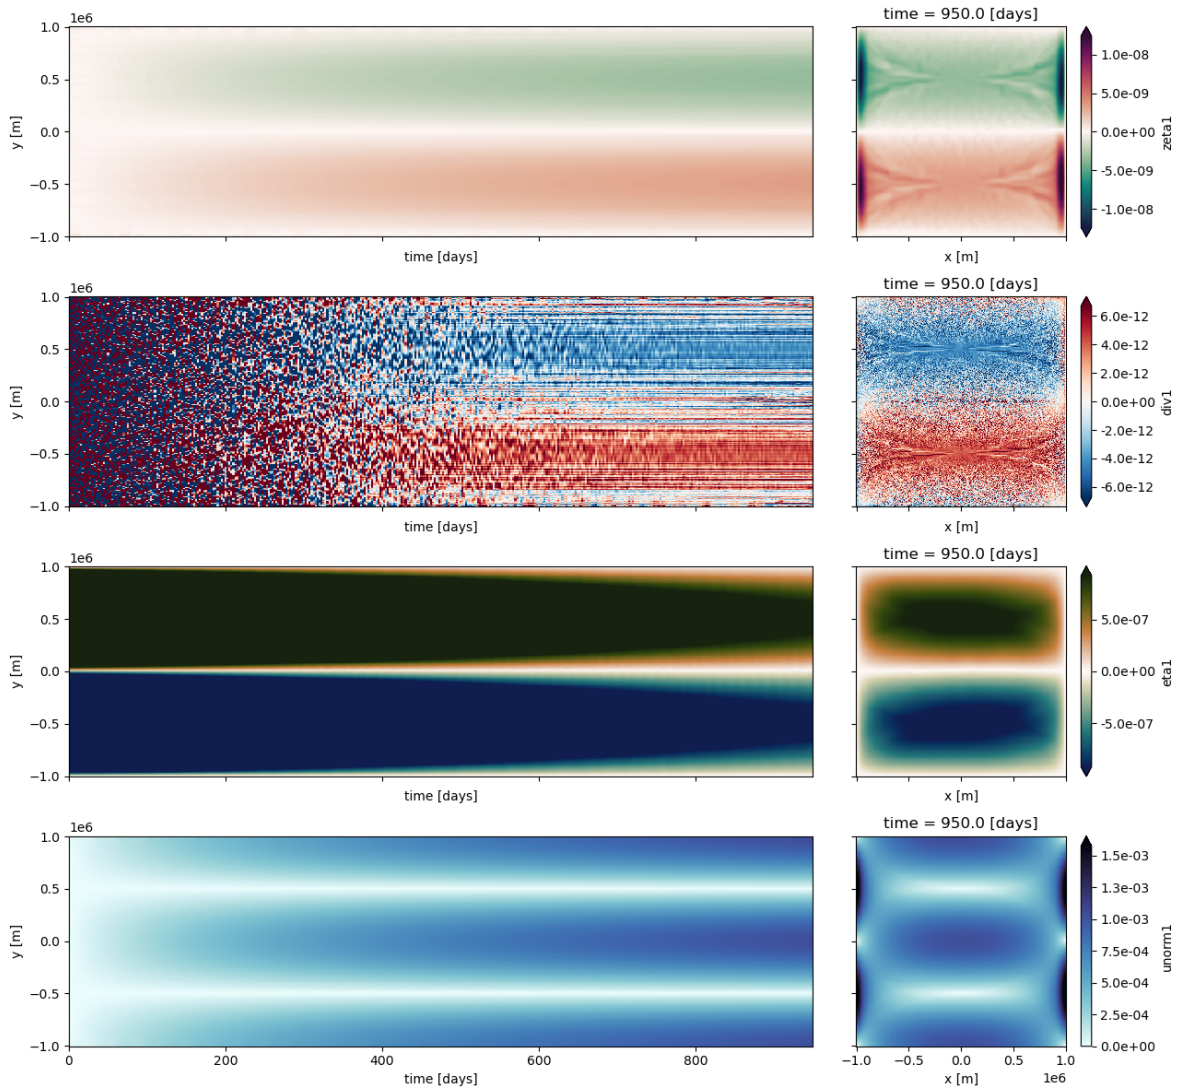 1e6
time = 950.0 [days]
1.0
0.5
0.0
−0.5
−1.0
y [m]
time [days]
x [m]
1.0e-08
5.0e-09
0.0e+00
-5.0e-09
-1.0e-08
zeta1
1e6
time = 950.0 [days]
1.0
0.5
0.0
−0.5
−1.0
y [m]
time [days]
x [m]
6.0e-12
4.0e-12
2.0e-12
0.0e+00
-2.0e-12
-4.0e-12
-6.0e-12
div1
1e6
time = 950.0 [days]
1.0
0.5
0.0
−0.5
−1.0
y [m]
time [days]
x [m]
5.0e-07
0.0e+00
-5.0e-07
eta1
1e6
time = 950.0 [days]
1.0
0.5
0.0
−0.5
−1.0
y [m]
0 200 400 600 800
time [days]
−1.0 −0.5 0.0 0.5 1.0
x [m]
1e6
1.5e-03
1.3e-03
1.0e-03
7.5e-04
5.0e-04
2.5e-04
0.0e+00
unorm1